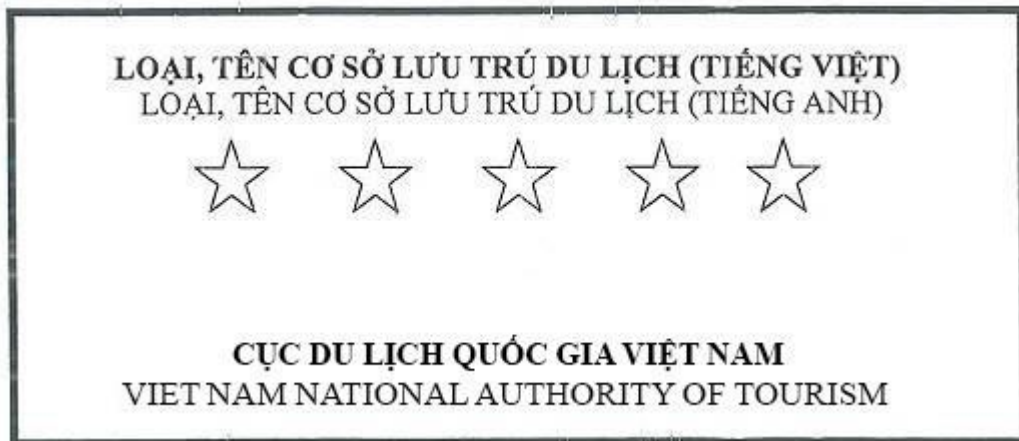 LOẠI, TÊN CƠ SỞ LƯU TRÚ DU LỊCH (TIẾNG VIỆT)
LOẠI, TÊN CƠ SỞ LƯU TRÚ DU LỊCH (TIẾNG ANH)
CỤC DU LỊCH QUỐC GIA VIỆT NAM
VIET NAM NATIONAL AUTHORITY OF TOURISM